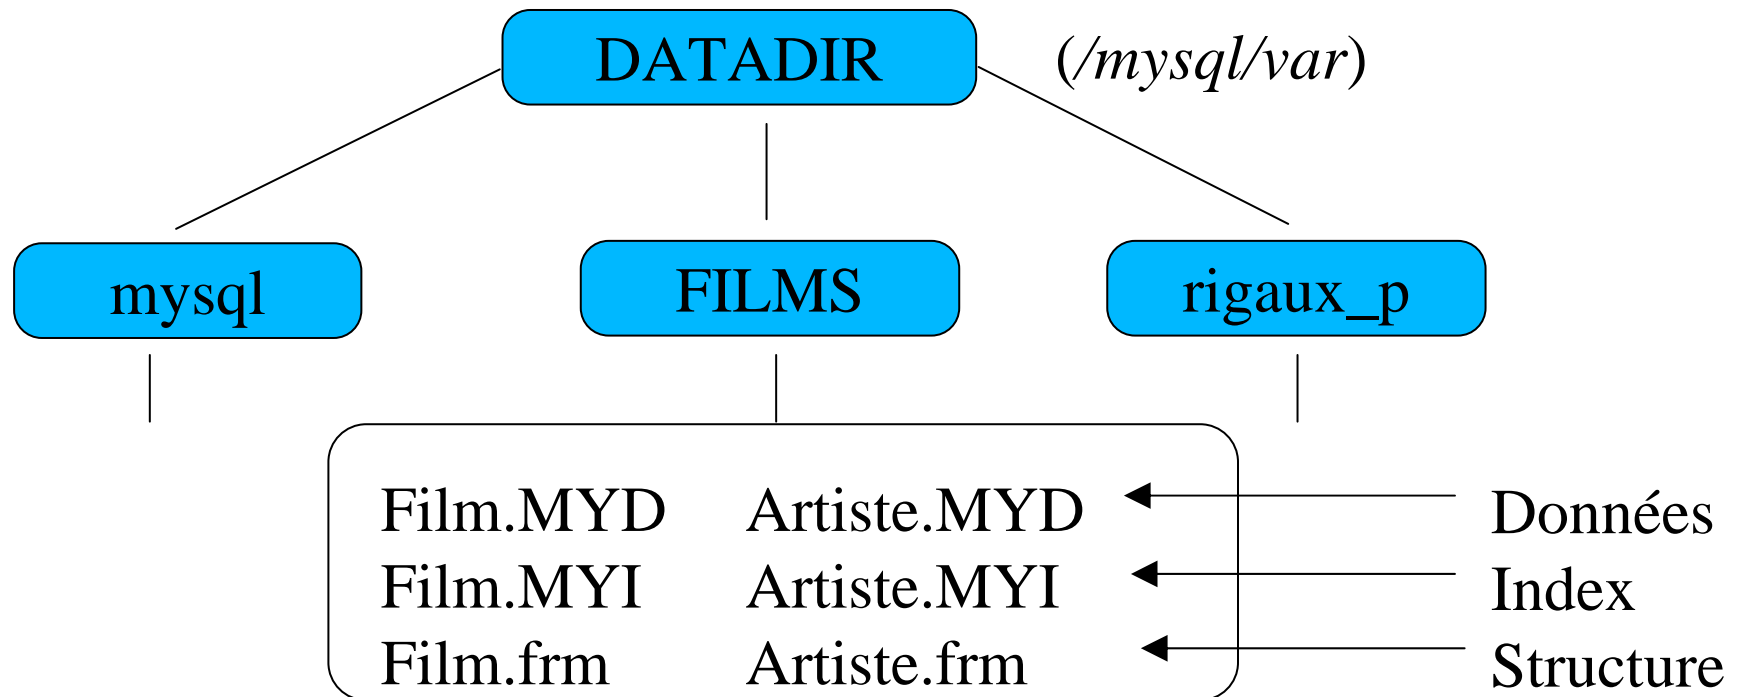 DATADIR (/mysql/var)
mysql FILMS rigaux_p
Film.MYD Artiste.MYD Données
Film.MYI Artiste.MYI Index
Film.frm Artiste.frm Structure